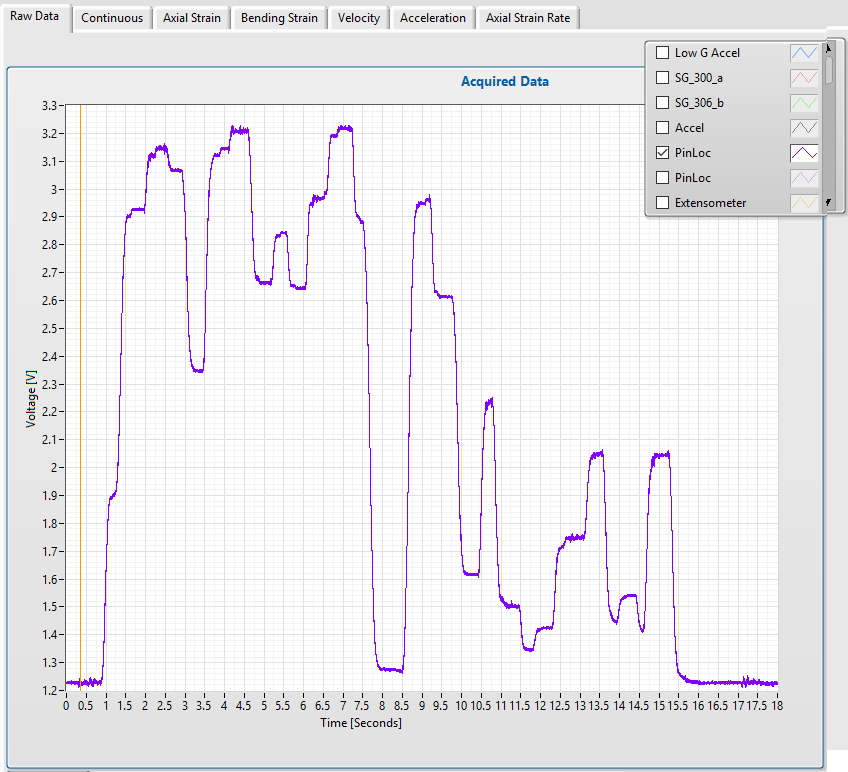 Raw Data
Continuous
Axial Strain
Bending Strain
Velocity
Acceleration
Axial Strain Rate
Low G Accel
SG_300_a
SG_306_b
Accel
PinLoc
PinLoc
Extensometer
Acquired Data
Voltage [V]
3.3
3.2
3.1
3
2.9
2.8
2.7
2.6
2.5
2.4
2.3
2.2
2.1
2
1.9
1.8
1.7
1.6
1.5
1.4
1.3
1.2
0 0.5 1 1.5 2 2.5 3 3.5 4 4.5 5 5.5 6 6.5 7 7.5 8 8.5 9 9.5 10 10.5 11 11.5 12 12.5 13 13.5 14 14.5 15 15.5 16 16.5 17 17.5 18
Time [Seconds]